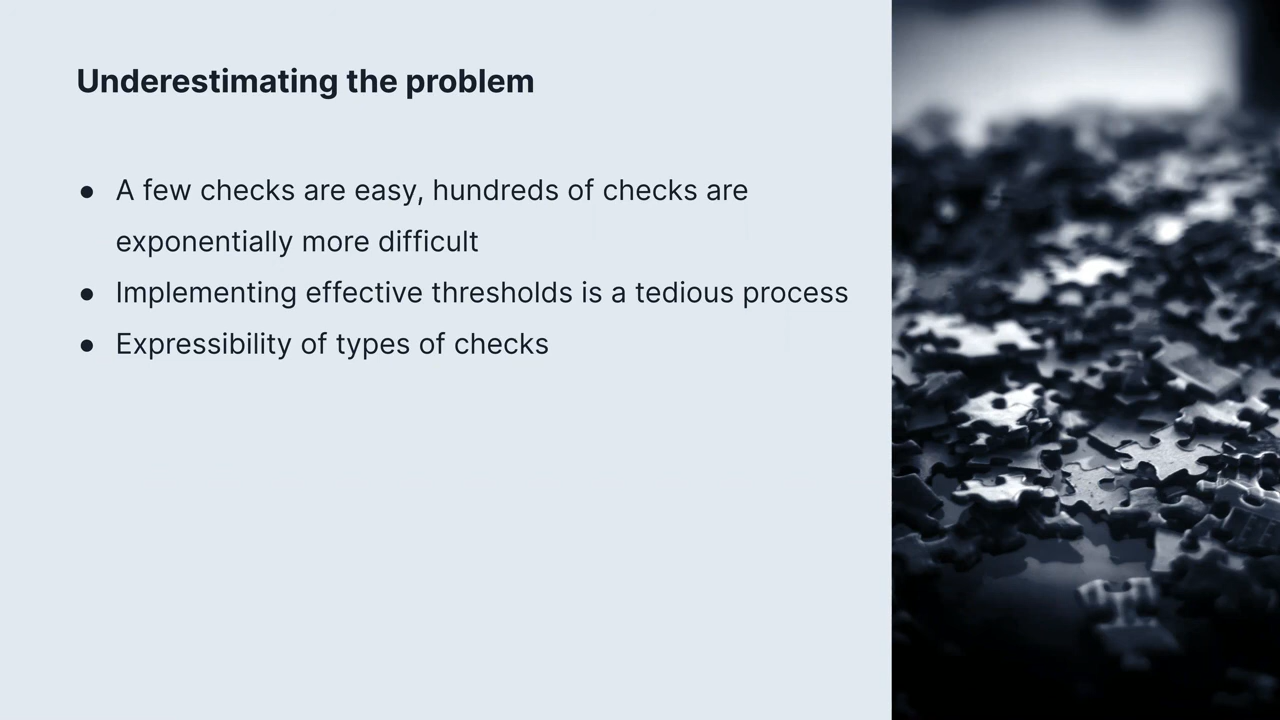 Underestimating the problem
● A few checks are easy, hundreds of checks are
exponentially more difficult
● Implementing effective thresholds is a tedious process
● Expressibility of types of checks